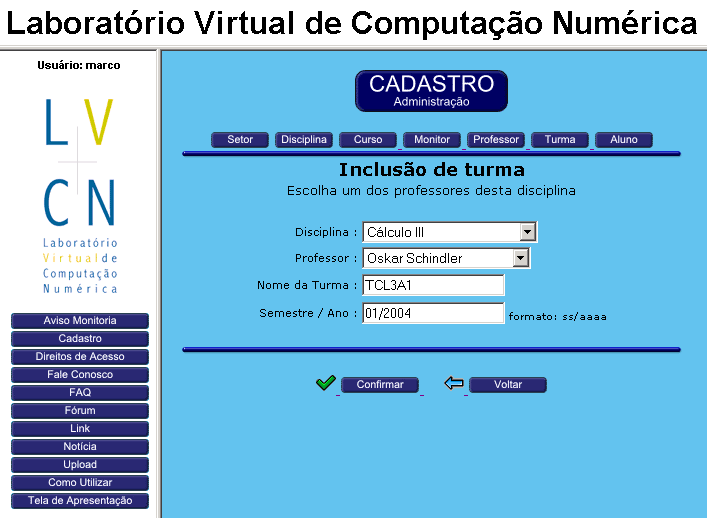 Laboratório Virtual de Computação Numérica
Usuário: marco
L V
C N
Laboratório
Virtual de
Computação
Numérica
Aviso Monitoria
Cadastro
Direitos de Acesso
Fale Conosco
FAQ
Fórum
Link
Notícia
Upload
Como Utilizar
Tela de Apresentação
CADASTRO
Administração
Setor Disciplina Curso Monitor Professor Turma Aluno
Inclusão de turma
Escolha um dos professores desta disciplina
Disciplina : Cálculo III
Professor : Oskar Schindler
Nome da Turma : TCL3A1
Semestre / Ano : 01/2004 formato: ss/aaaa
Confirmar Voltar